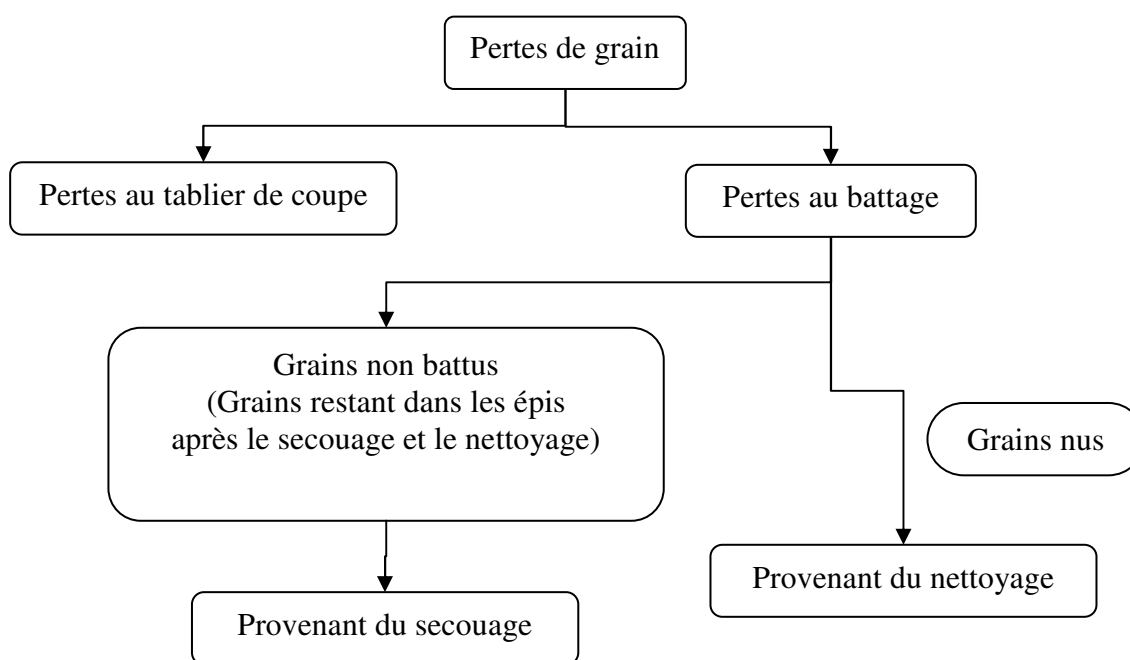 Pertes de grain
Pertes au tablier de coupe
Pertes au battage
Grains non battus
(Grains restant dans les épis
après le secouage et le nettoyage)
Grains nus
Provenant du nettoyage
Provenant du secouage